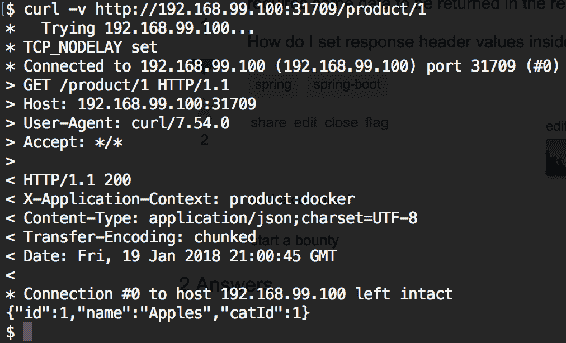 $ curl -v http://192.168.99.100:31709/product/1
*   Trying 192.168.99.100...
* TCP_NODELAY set
* Connected to 192.168.99.100 (192.168.99.100) port 31709 (#0)
> GET /product/1 HTTP/1.1
> Host: 192.168.99.100:31709
> User-Agent: curl/7.54.0
> Accept: */*
>
< HTTP/1.1 200
< X-Application-Context: product:docker
< Content-Type: application/json;charset=UTF-8
< Transfer-Encoding: chunked
< Date: Fri, 19 Jan 2018 21:00:45 GMT
<
* Connection #0 to host 192.168.99.100 left intact
{"id":1,"name":"Apples","catId":1}
$
returned in the re
How do I set response header values insid
spring spring-boot
share edit close flag
edit
2
tart a bounty
2 Answers